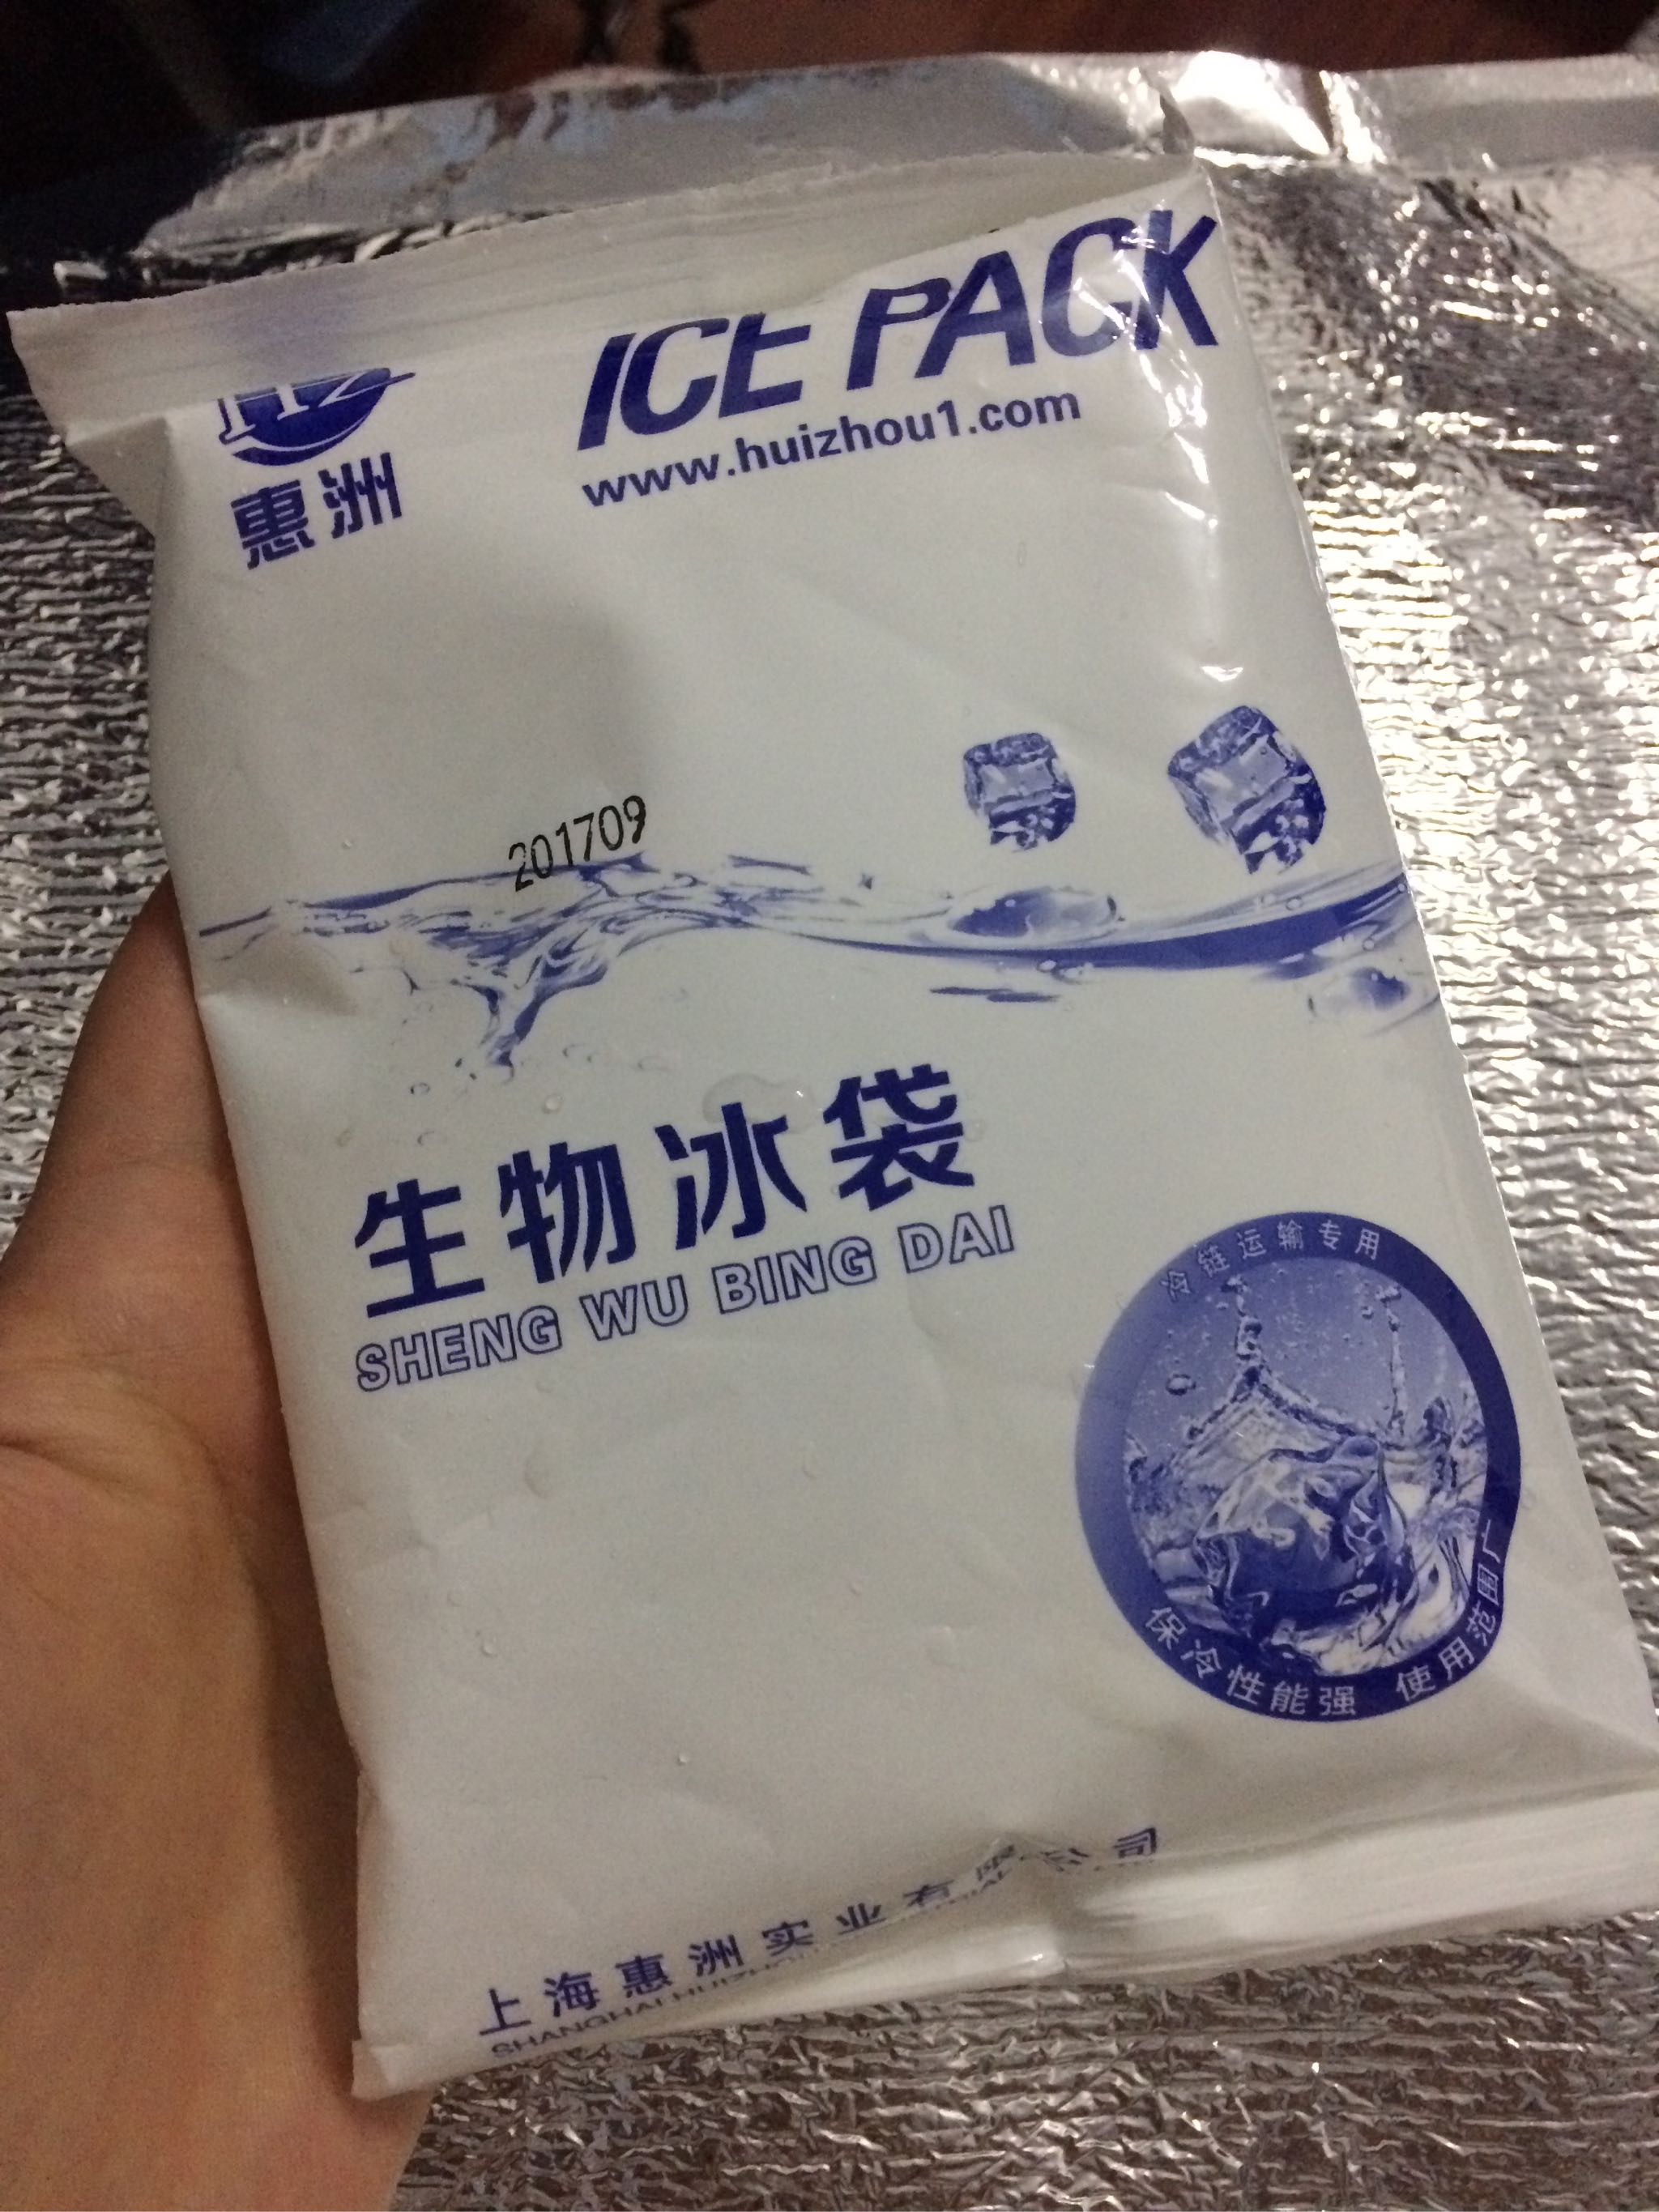 HZ
惠洲
ICE PACK
www.huizhou1.com
201709
生物冰袋
SHENG WU BING DAI
冷链运输专用
保冷性能强 使用范围广
上海惠洲实业有限公司
SHANGHAI HUIZHOU